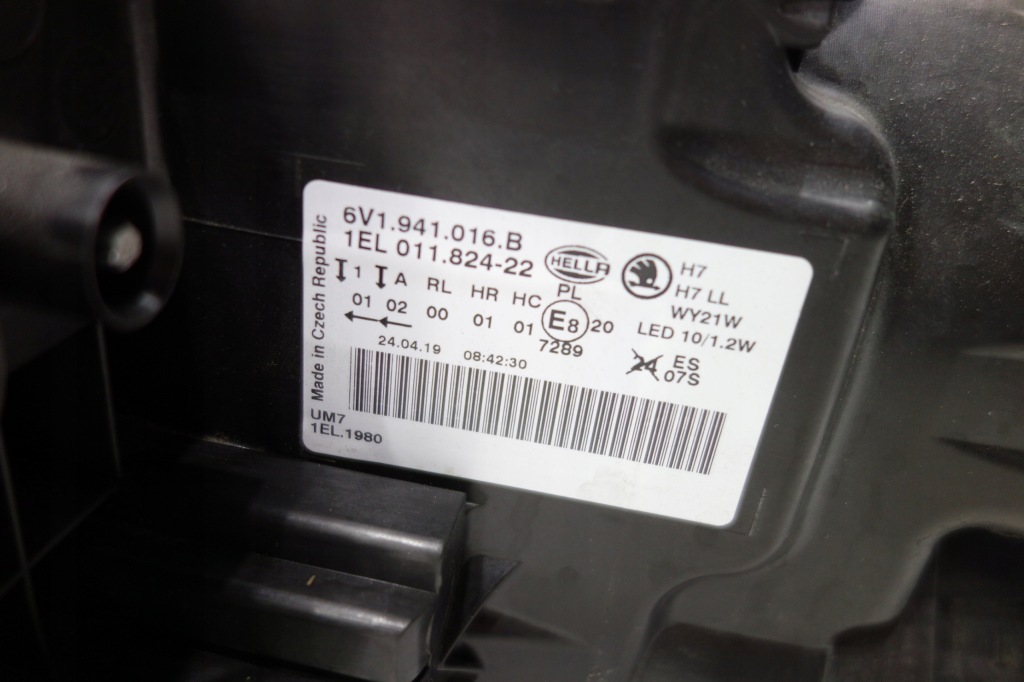 Made in Czech Republic
6V1.941.016.B
1EL 011.824-22
HELLA
1 A RL HR HC PL
01 02 00 01 01 E8 20
7289
H7
H7 LL
WY21W
LED 10/1.2W
24 ES
07S
24.04.19 08:42:30
UM7
1EL.1980